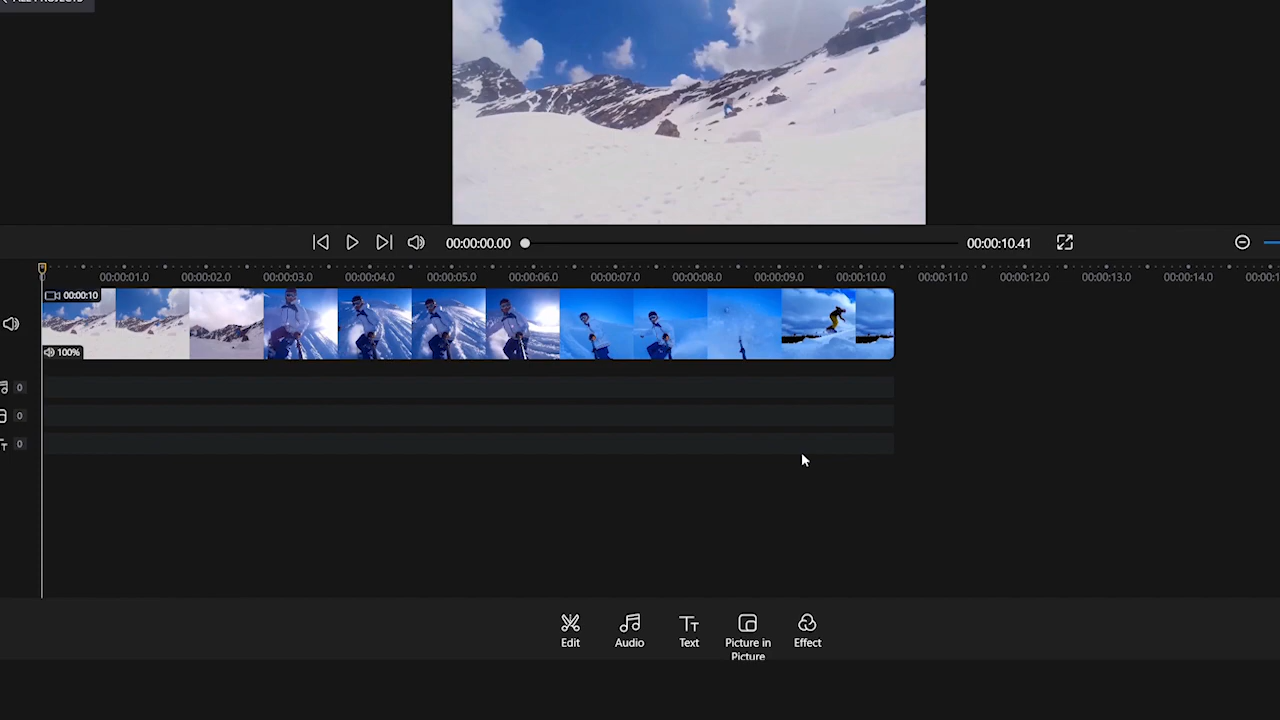 ALL PROJECTS
00:00:00.00
00:00:10.41
0
00:00:01.0 00:00:02.0 00:00:03.0 00:00:04.0 00:00:05.0 00:00:06.0 00:00:07.0 00:00:08.0 00:00:09.0 00:00:10.0 00:00:11.0 00:00:12.0 00:00:13.0 00:00:14.0
00:00:10
100%
0
0
0
Edit
Audio
Text
Picture in
Picture
Effect